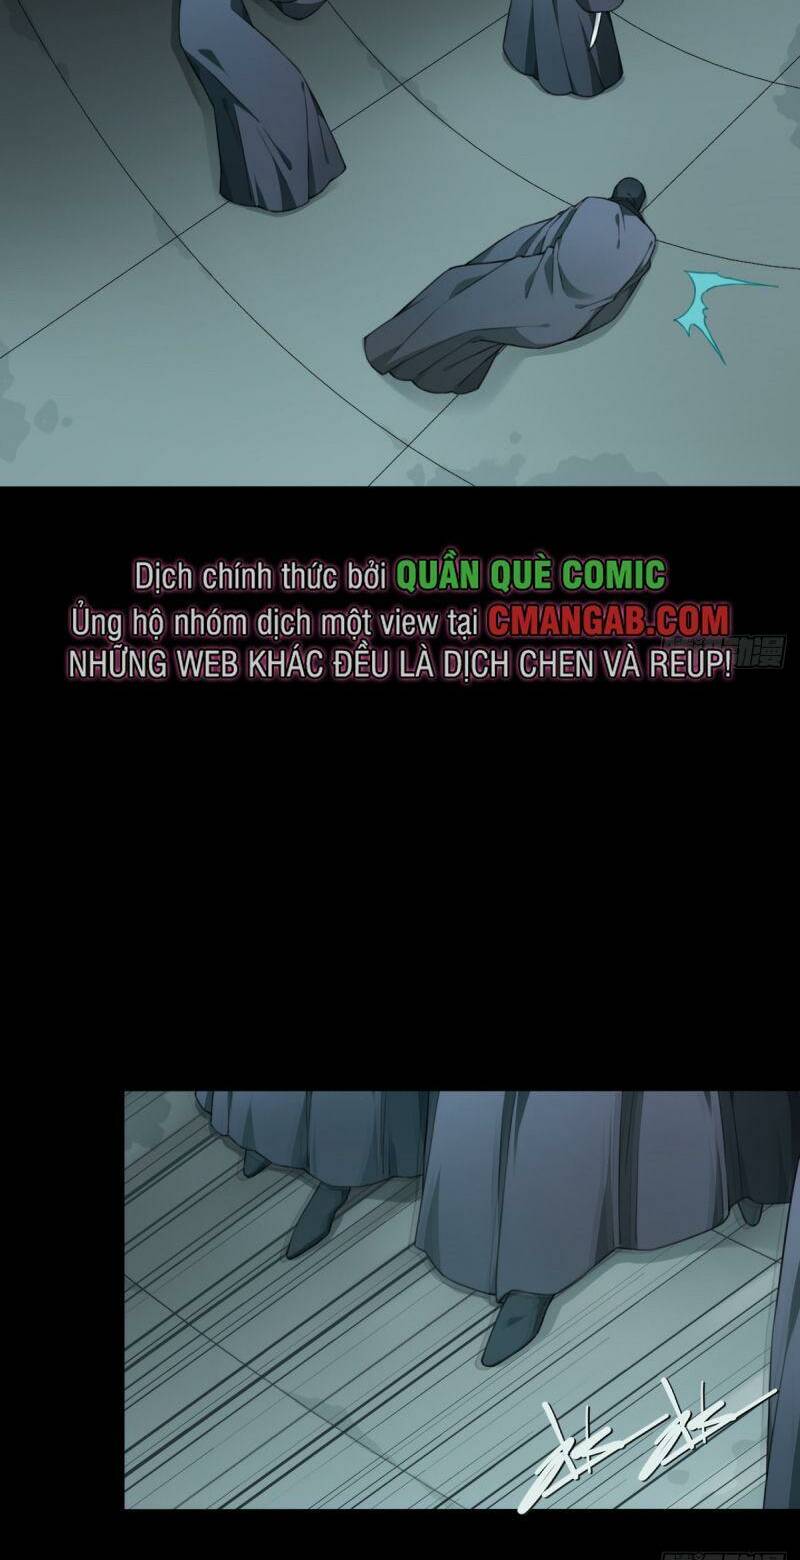 Dịch chính thức bởi QUẦN QUÈ COMIC
Ủng hộ nhóm dịch một view tại CMANGAB.COM
NHỮNG WEB KHÁC ĐỀU LÀ DỊCH CHEN VÀ REUP!